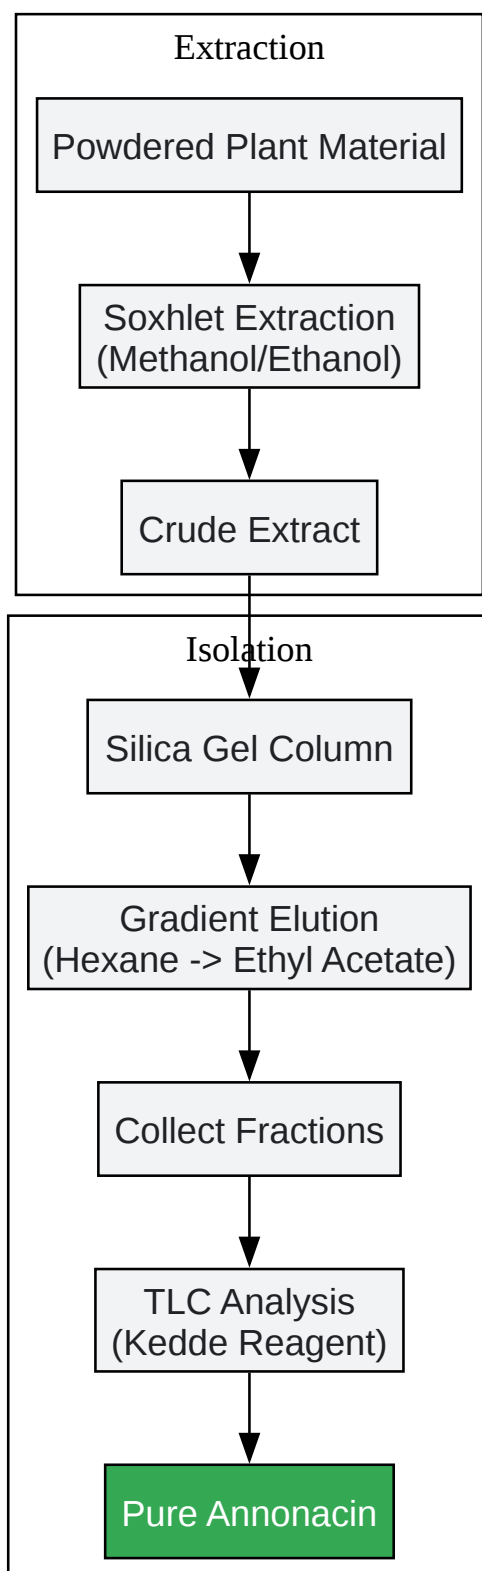 Extraction
Powdered Plant Material
Soxhlet Extraction
(Methanol/Ethanol)
Crude Extract
Isolation
Silica Gel Column
Gradient Elution
(Hexane -> Ethyl Acetate)
Collect Fractions
TLC Analysis
(Kedde Reagent)
Pure Annonacin